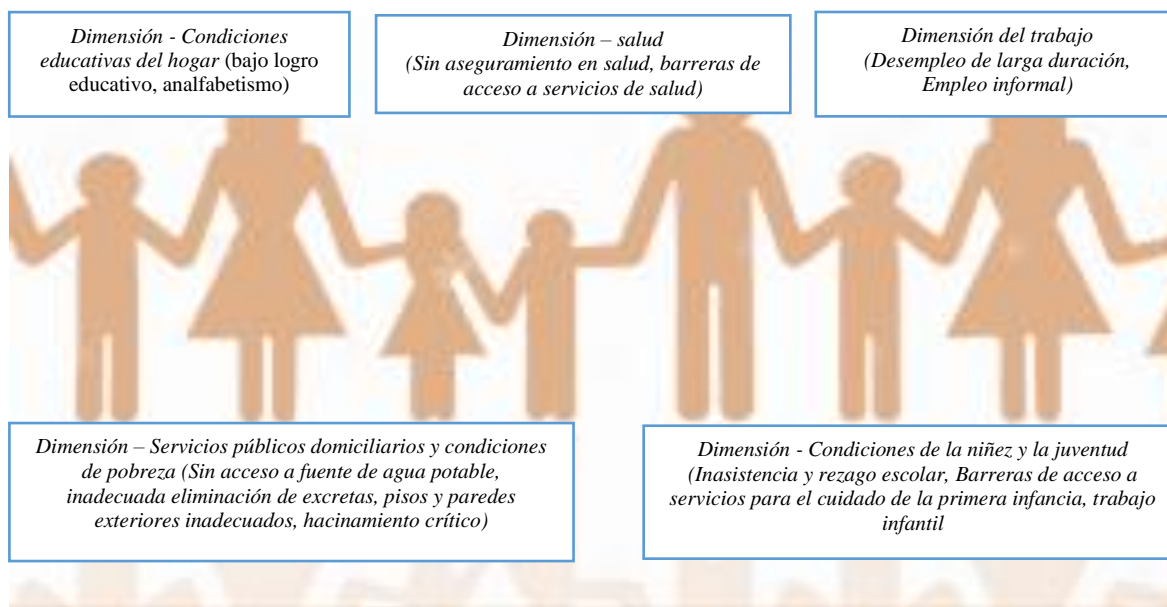 Dimensión - Condiciones
educativas del hogar (bajo logro
educativo, analfabetismo)
Dimensión – salud
(Sin aseguramiento en salud, barreras de
acceso a servicios de salud)
Dimensión del trabajo
(Desempleo de larga duración,
Empleo informal)
Dimensión – Servicios públicos domiciliarios y condiciones
de pobreza (Sin acceso a fuente de agua potable,
inadecuada eliminación de excretas, pisos y paredes
exteriores inadecuados, hacinamiento crítico)
Dimensión - Condiciones de la niñez y la juventud
(Inasistencia y rezago escolar, Barreras de acceso a
servicios para el cuidado de la primera infancia, trabajo
infantil